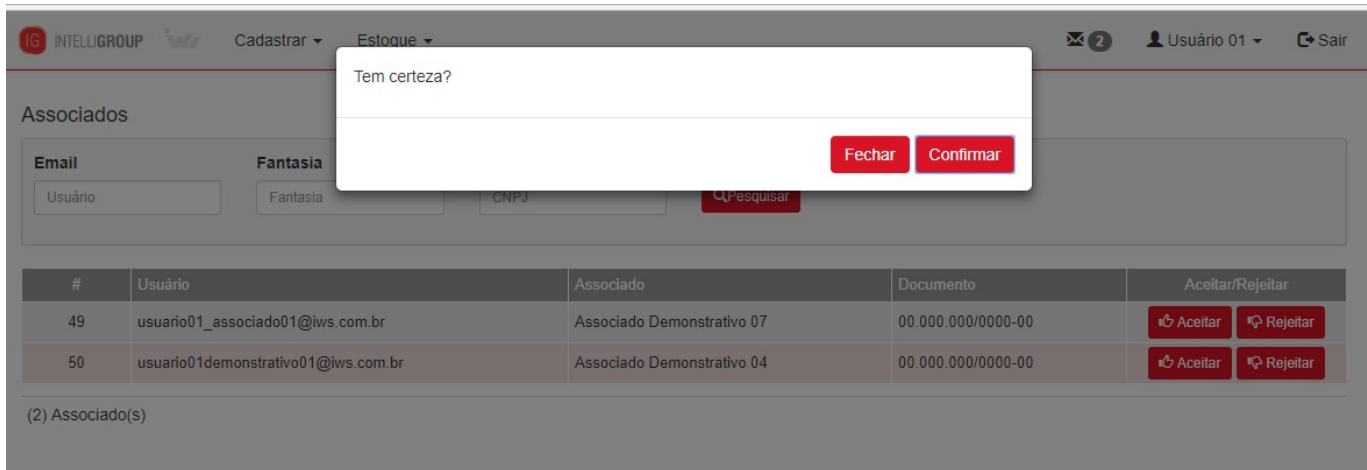 IG INTELLIGROUP Cadastrar Estoque 2 Usuário 01 Sair
Tem certeza?
Fechar Confirmar
Associados
Email Fantasia
Usuário Fantasia CNPJ Pesquisar
# Usuário Associado Documento Aceitar/Rejeitar
49 usuario01_associado01@iws.com.br Associado Demonstrativo 07 00.000.000/0000-00 Aceitar Rejeitar
50 usuario01demonstrativo01@iws.com.br Associado Demonstrativo 04 00.000.000/0000-00 Aceitar Rejeitar
(2) Associado(s)